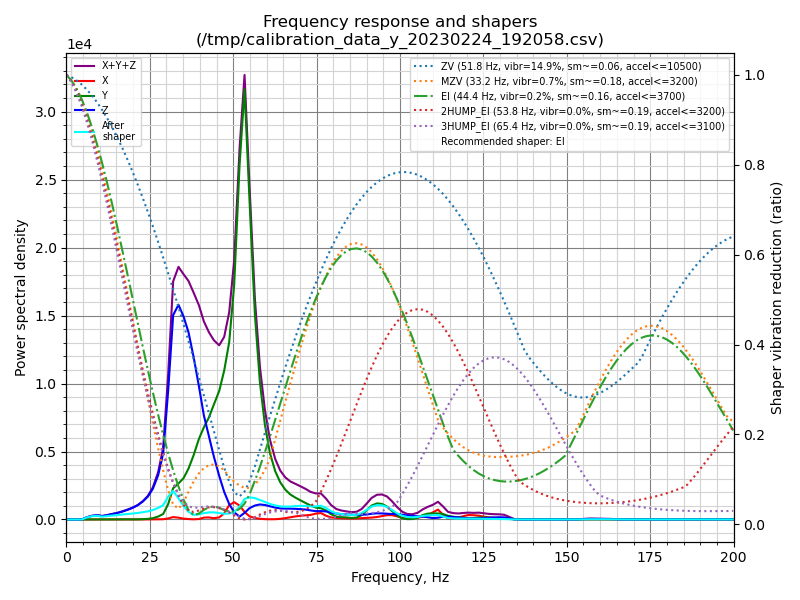 Frequency response and shapers
(/tmp/calibration_data_y_20230224_192058.csv)
1e4
X+Y+Z
X
Y
Z
After
shaper
ZV (51.8 Hz, vibr=14.9%, sm~=0.06, accel<=10500)
MZV (33.2 Hz, vibr=0.7%, sm~=0.18, accel<=3200)
EI (44.4 Hz, vibr=0.2%, sm~=0.16, accel<=3700)
2HUMP_EI (53.8 Hz, vibr=0.0%, sm~=0.19, accel<=3200)
3HUMP_EI (65.4 Hz, vibr=0.0%, sm~=0.19, accel<=3100)
Recommended shaper: EI
Power spectral density
3.0
2.5
2.0
1.5
1.0
0.5
0.0
1.0
0.8
0.6
0.4
0.2
0.0
Shaper vibration reduction (ratio)
0 25 50 75 100 125 150 175 200
Frequency, Hz